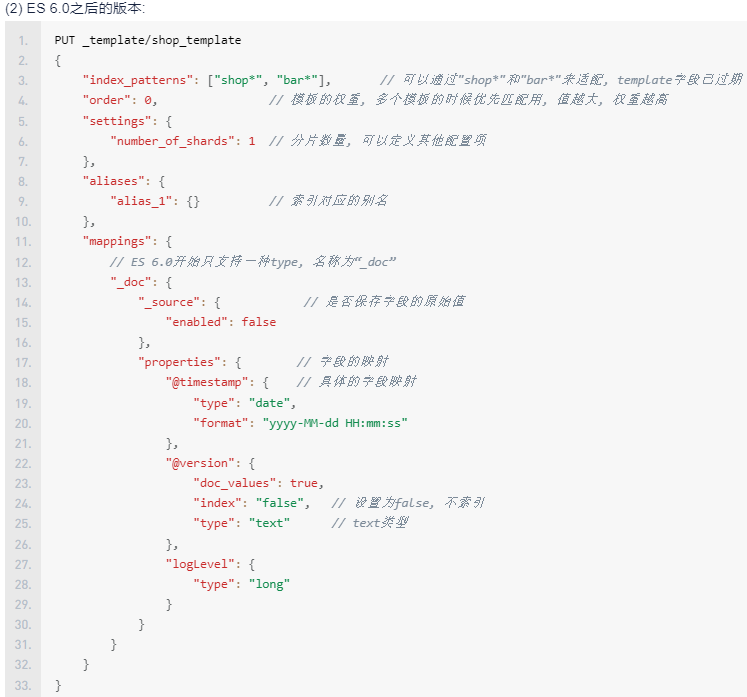 (2) ES 6.0之后的版本:
1. PUT _template/shop_template
2. {
3. "index_patterns": ["shop*", "bar*"], // 可以通过"shop*"和"bar*"来适配, template字段已过期
4. "order": 0, // 模板的权重, 多个模板的时候优先匹配用, 值越大, 权重越高
5. "settings": {
6. "number_of_shards": 1 // 分片数量, 可以定义其他配置项
7. },
8. "aliases": {
9. "alias_1": {} // 索引对应的别名
10. },
11. "mappings": {
12. // ES 6.0开始只支持一种type, 名称为“_doc”
13. "_doc": {
14. "_source": { // 是否保存字段的原始值
15. "enabled": false
16. },
17. "properties": { // 字段的映射
18. "@timestamp": { // 具体的字段映射
19. "type": "date",
20. "format": "yyyy-MM-dd HH:mm:ss"
21. },
22. "@version": {
23. "doc_values": true,
24. "index": "false", // 设置为false, 不索引
25. "type": "text" // text类型
26. },
27. "logLevel": {
28. "type": "long"
29. }
30. }
31. }
32. }
33. }